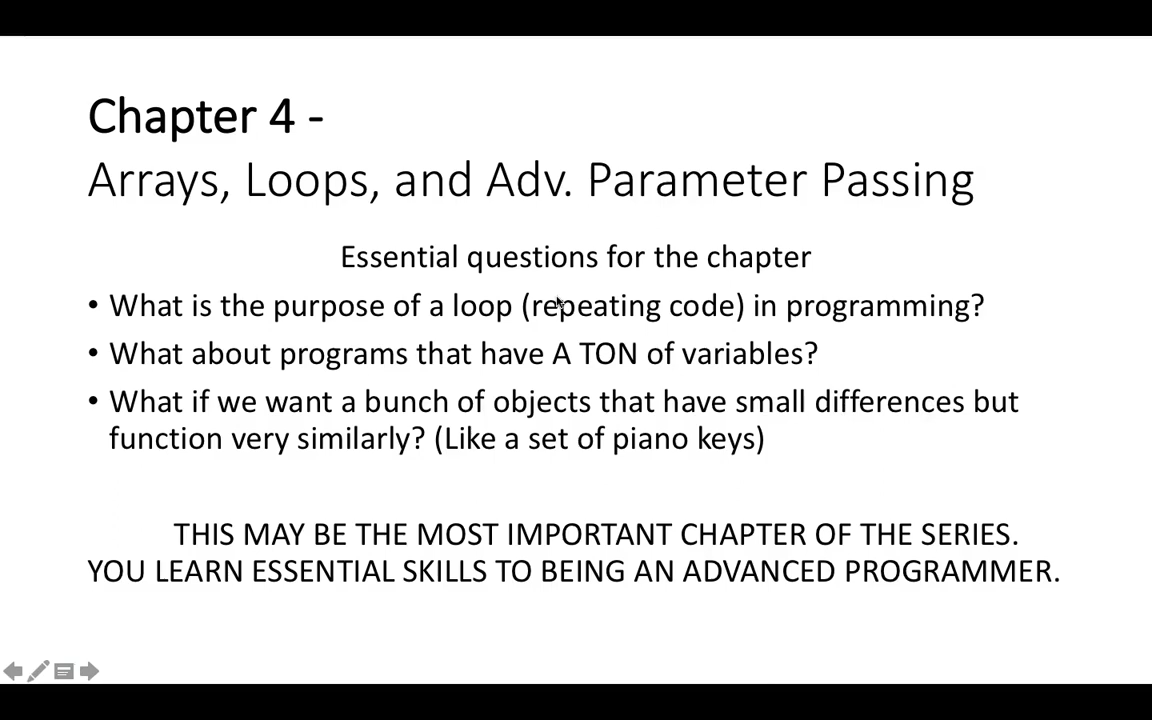 Chapter 4 -
Arrays, Loops, and Adv. Parameter Passing
Essential questions for the chapter
• What is the purpose of a loop (repeating code) in programming?
• What about programs that have A TON of variables?
• What if we want a bunch of objects that have small differences but
function very similarly? (Like a set of piano keys)
THIS MAY BE THE MOST IMPORTANT CHAPTER OF THE SERIES.
YOU LEARN ESSENTIAL SKILLS TO BEING AN ADVANCED PROGRAMMER.